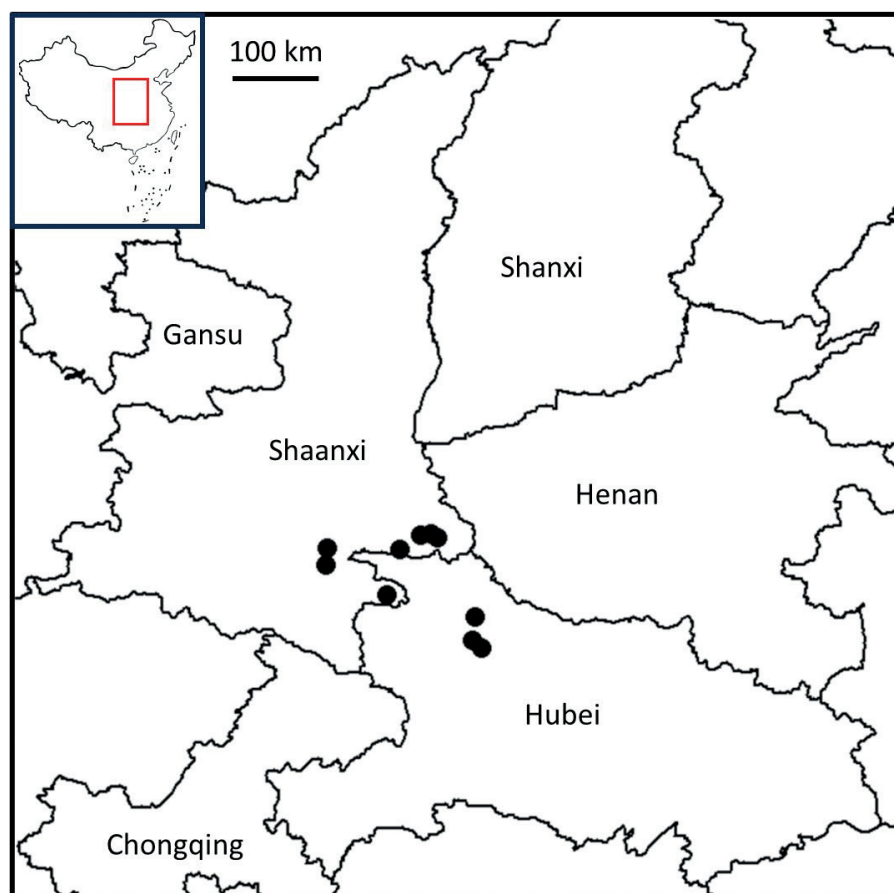 100 km
Shanxi
Gansu
Shaanxi
Henan
Hubei
Chongqing